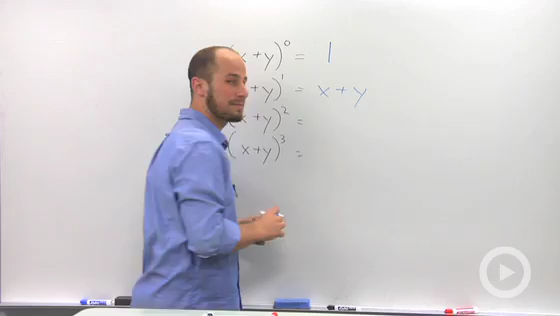 (x+y)⁰ = 1
+y)¹ = x+y
x+y)² =
(x+y)³ =